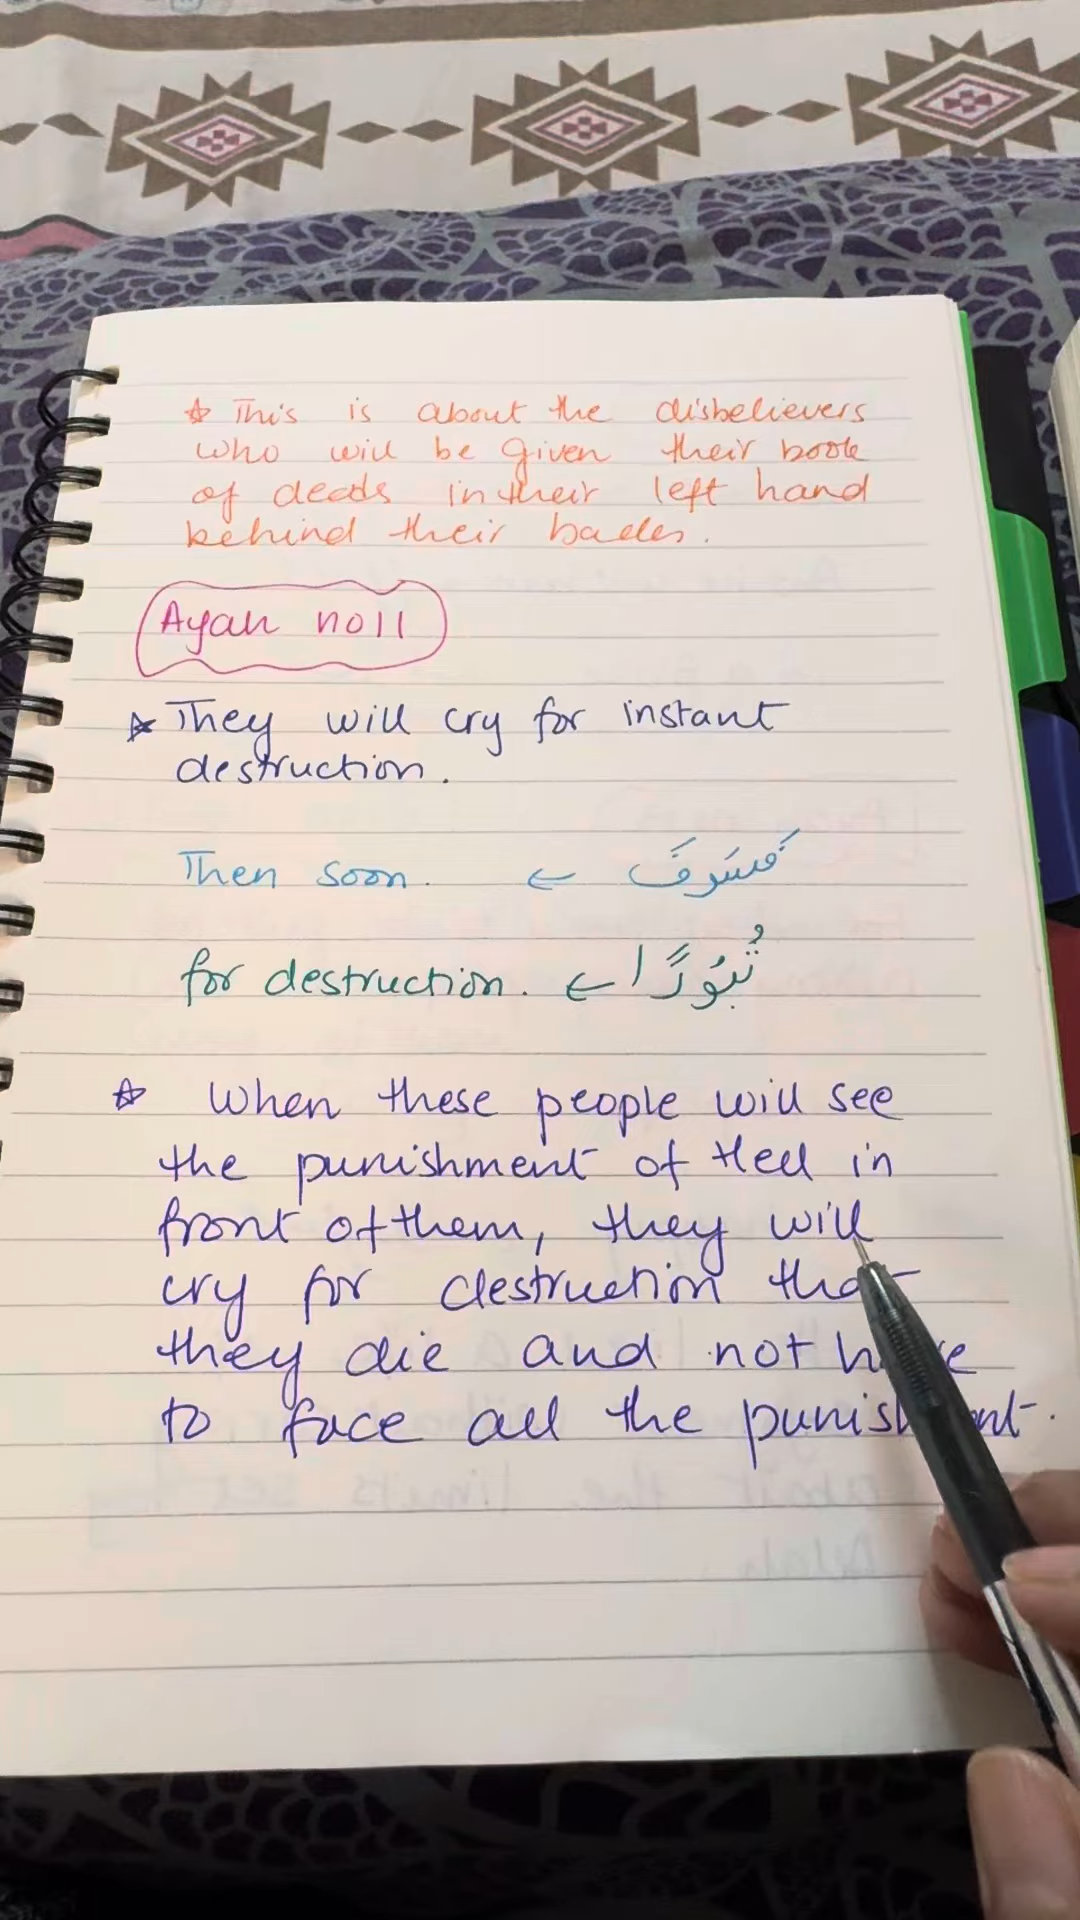 ☆ This is about the disbelievers
who will be given their book
of deeds in their left hand
behind their backs.
Ayah no 11
☆ They will cry for instant
destruction.
Then soon. ← فَسَوفَ
for destruction. ← ثُبُورًا
☆ When these people will see
the punishment of Hell in
front of them, they will
cry for destruction that
they die and not have
to face all the punishment.